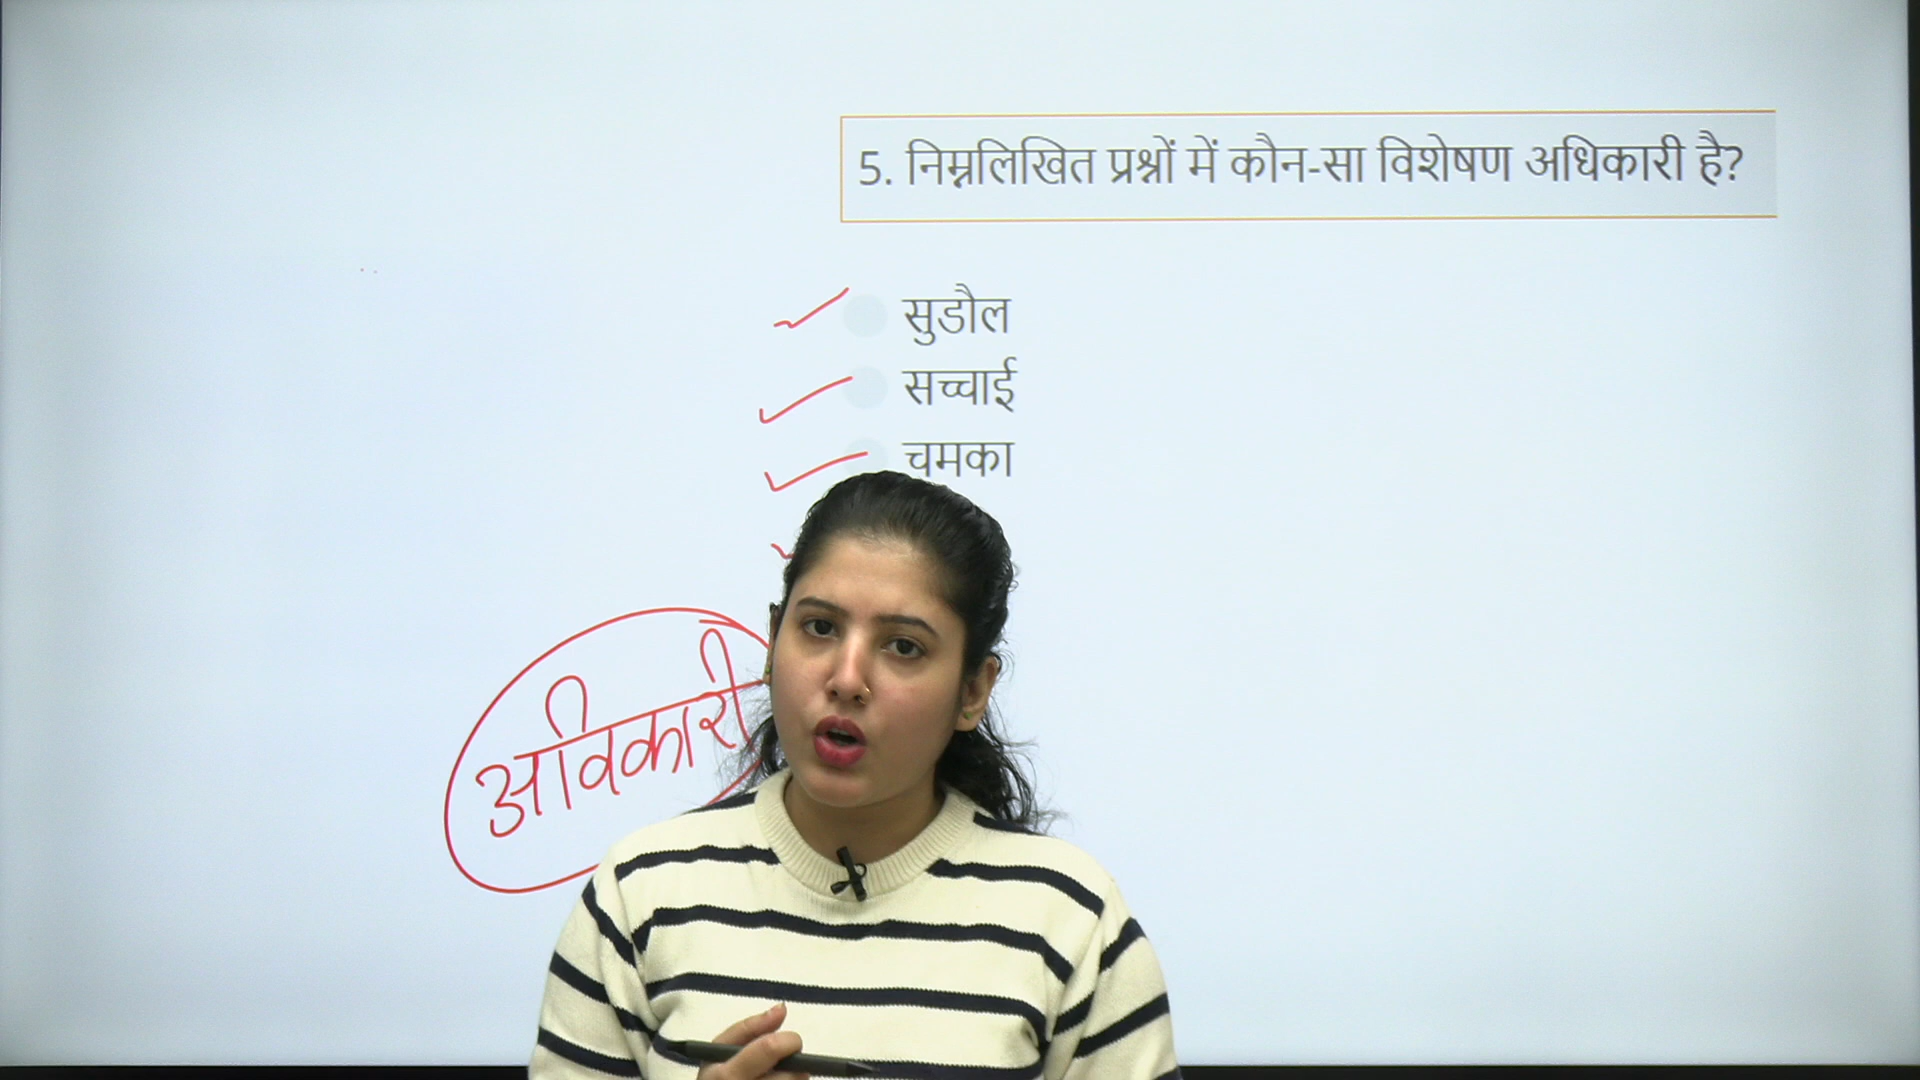 5. निम्नलिखित प्रश्नों में कौन-सा विशेषण अधिकारी है?
सुडौल
सच्चाई
चमका
अविकारी